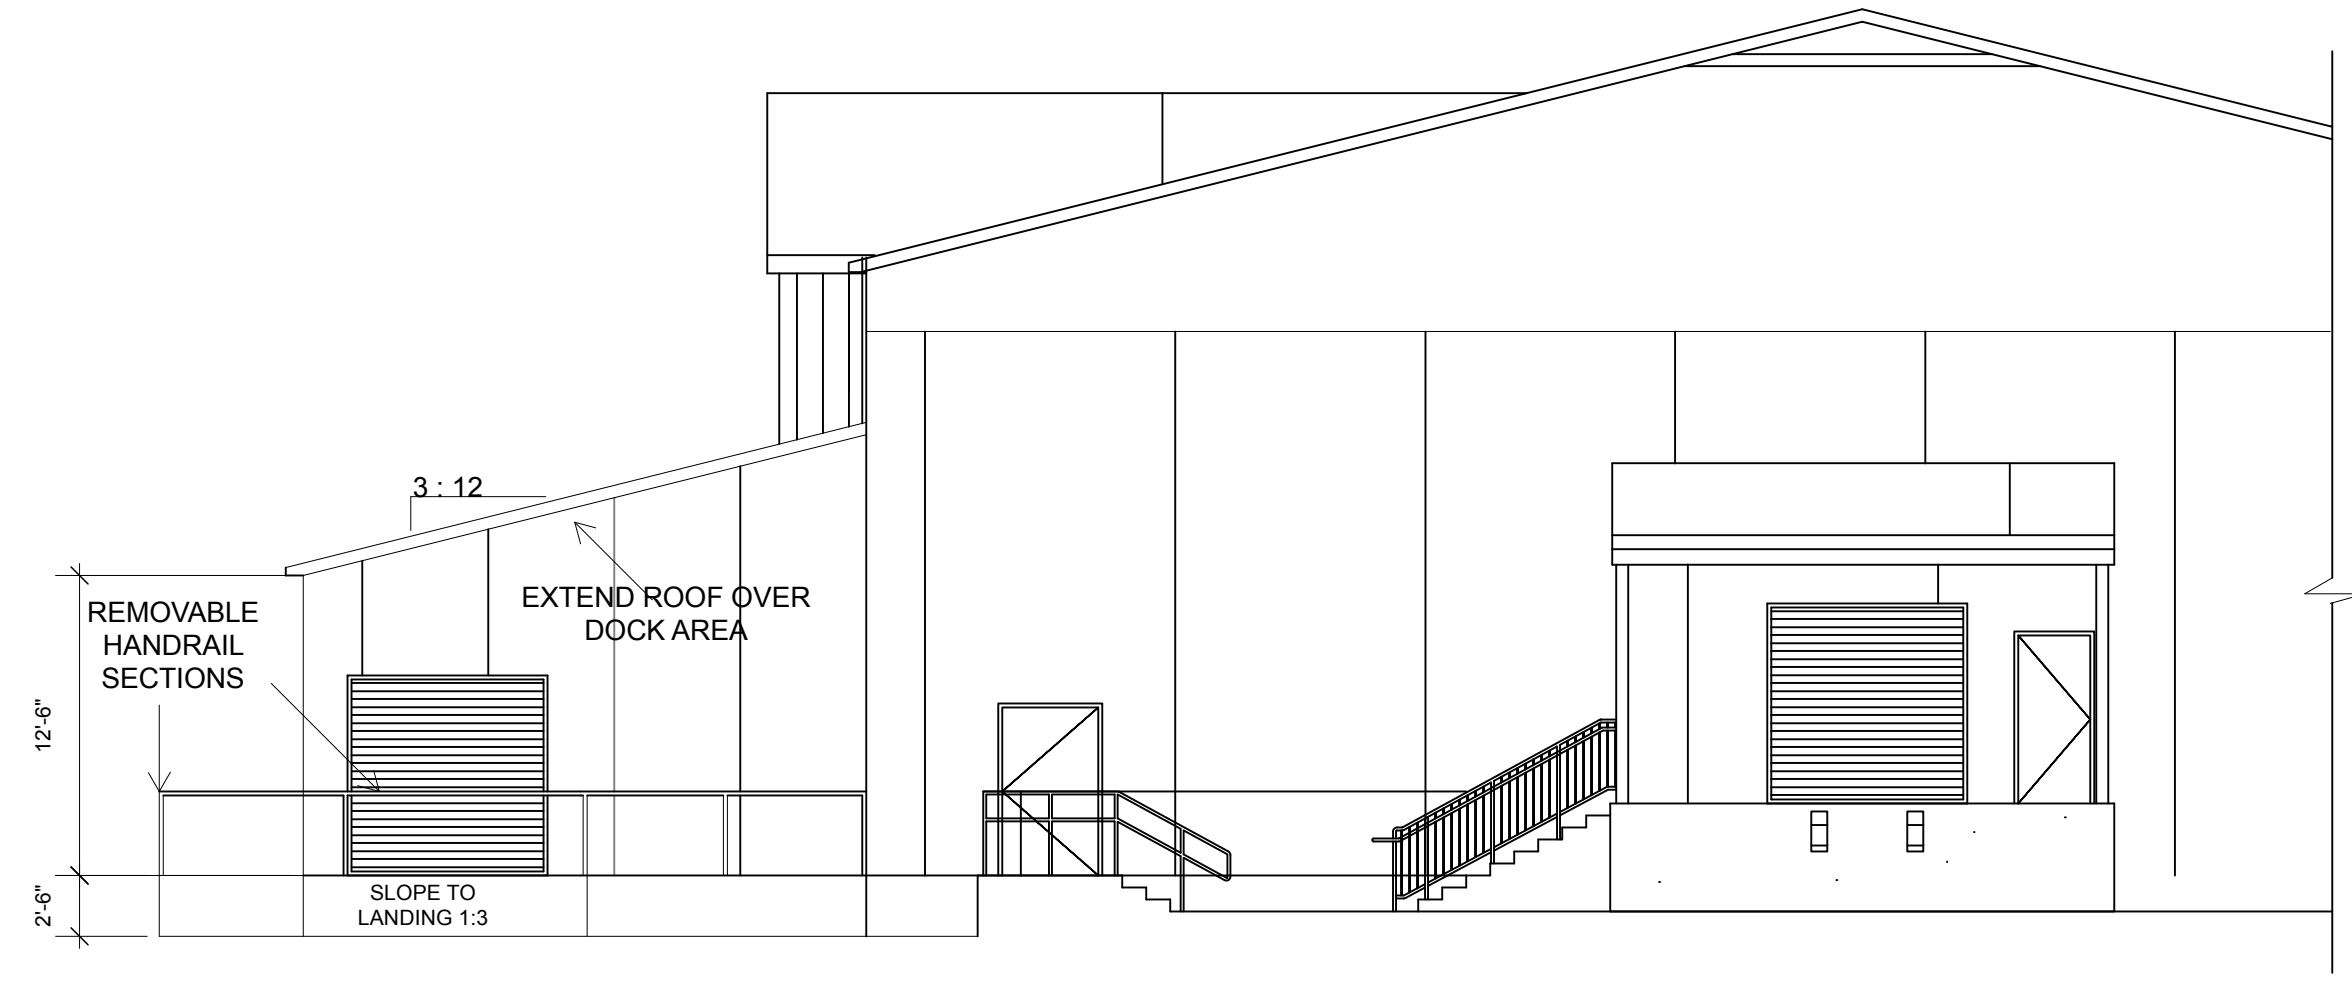 3 : 12
EXTEND ROOF OVER
DOCK AREA
REMOVABLE
HANDRAIL
SECTIONS
12'-6"
2'-6"
SLOPE TO
LANDING 1:3